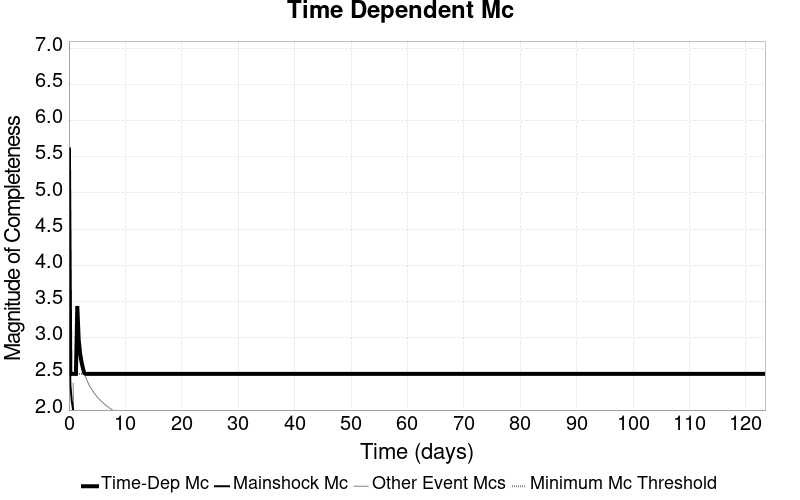 Time Dependent Mc
Magnitude of Completeness
7.0
6.5
6.0
5.5
5.0
4.5
4.0
3.5
3.0
2.5
2.0
0 10 20 30 40 50 60 70 80 90 100 110 120
Time (days)
Time-Dep Mc Mainshock Mc Other Event Mcs Minimum Mc Threshold